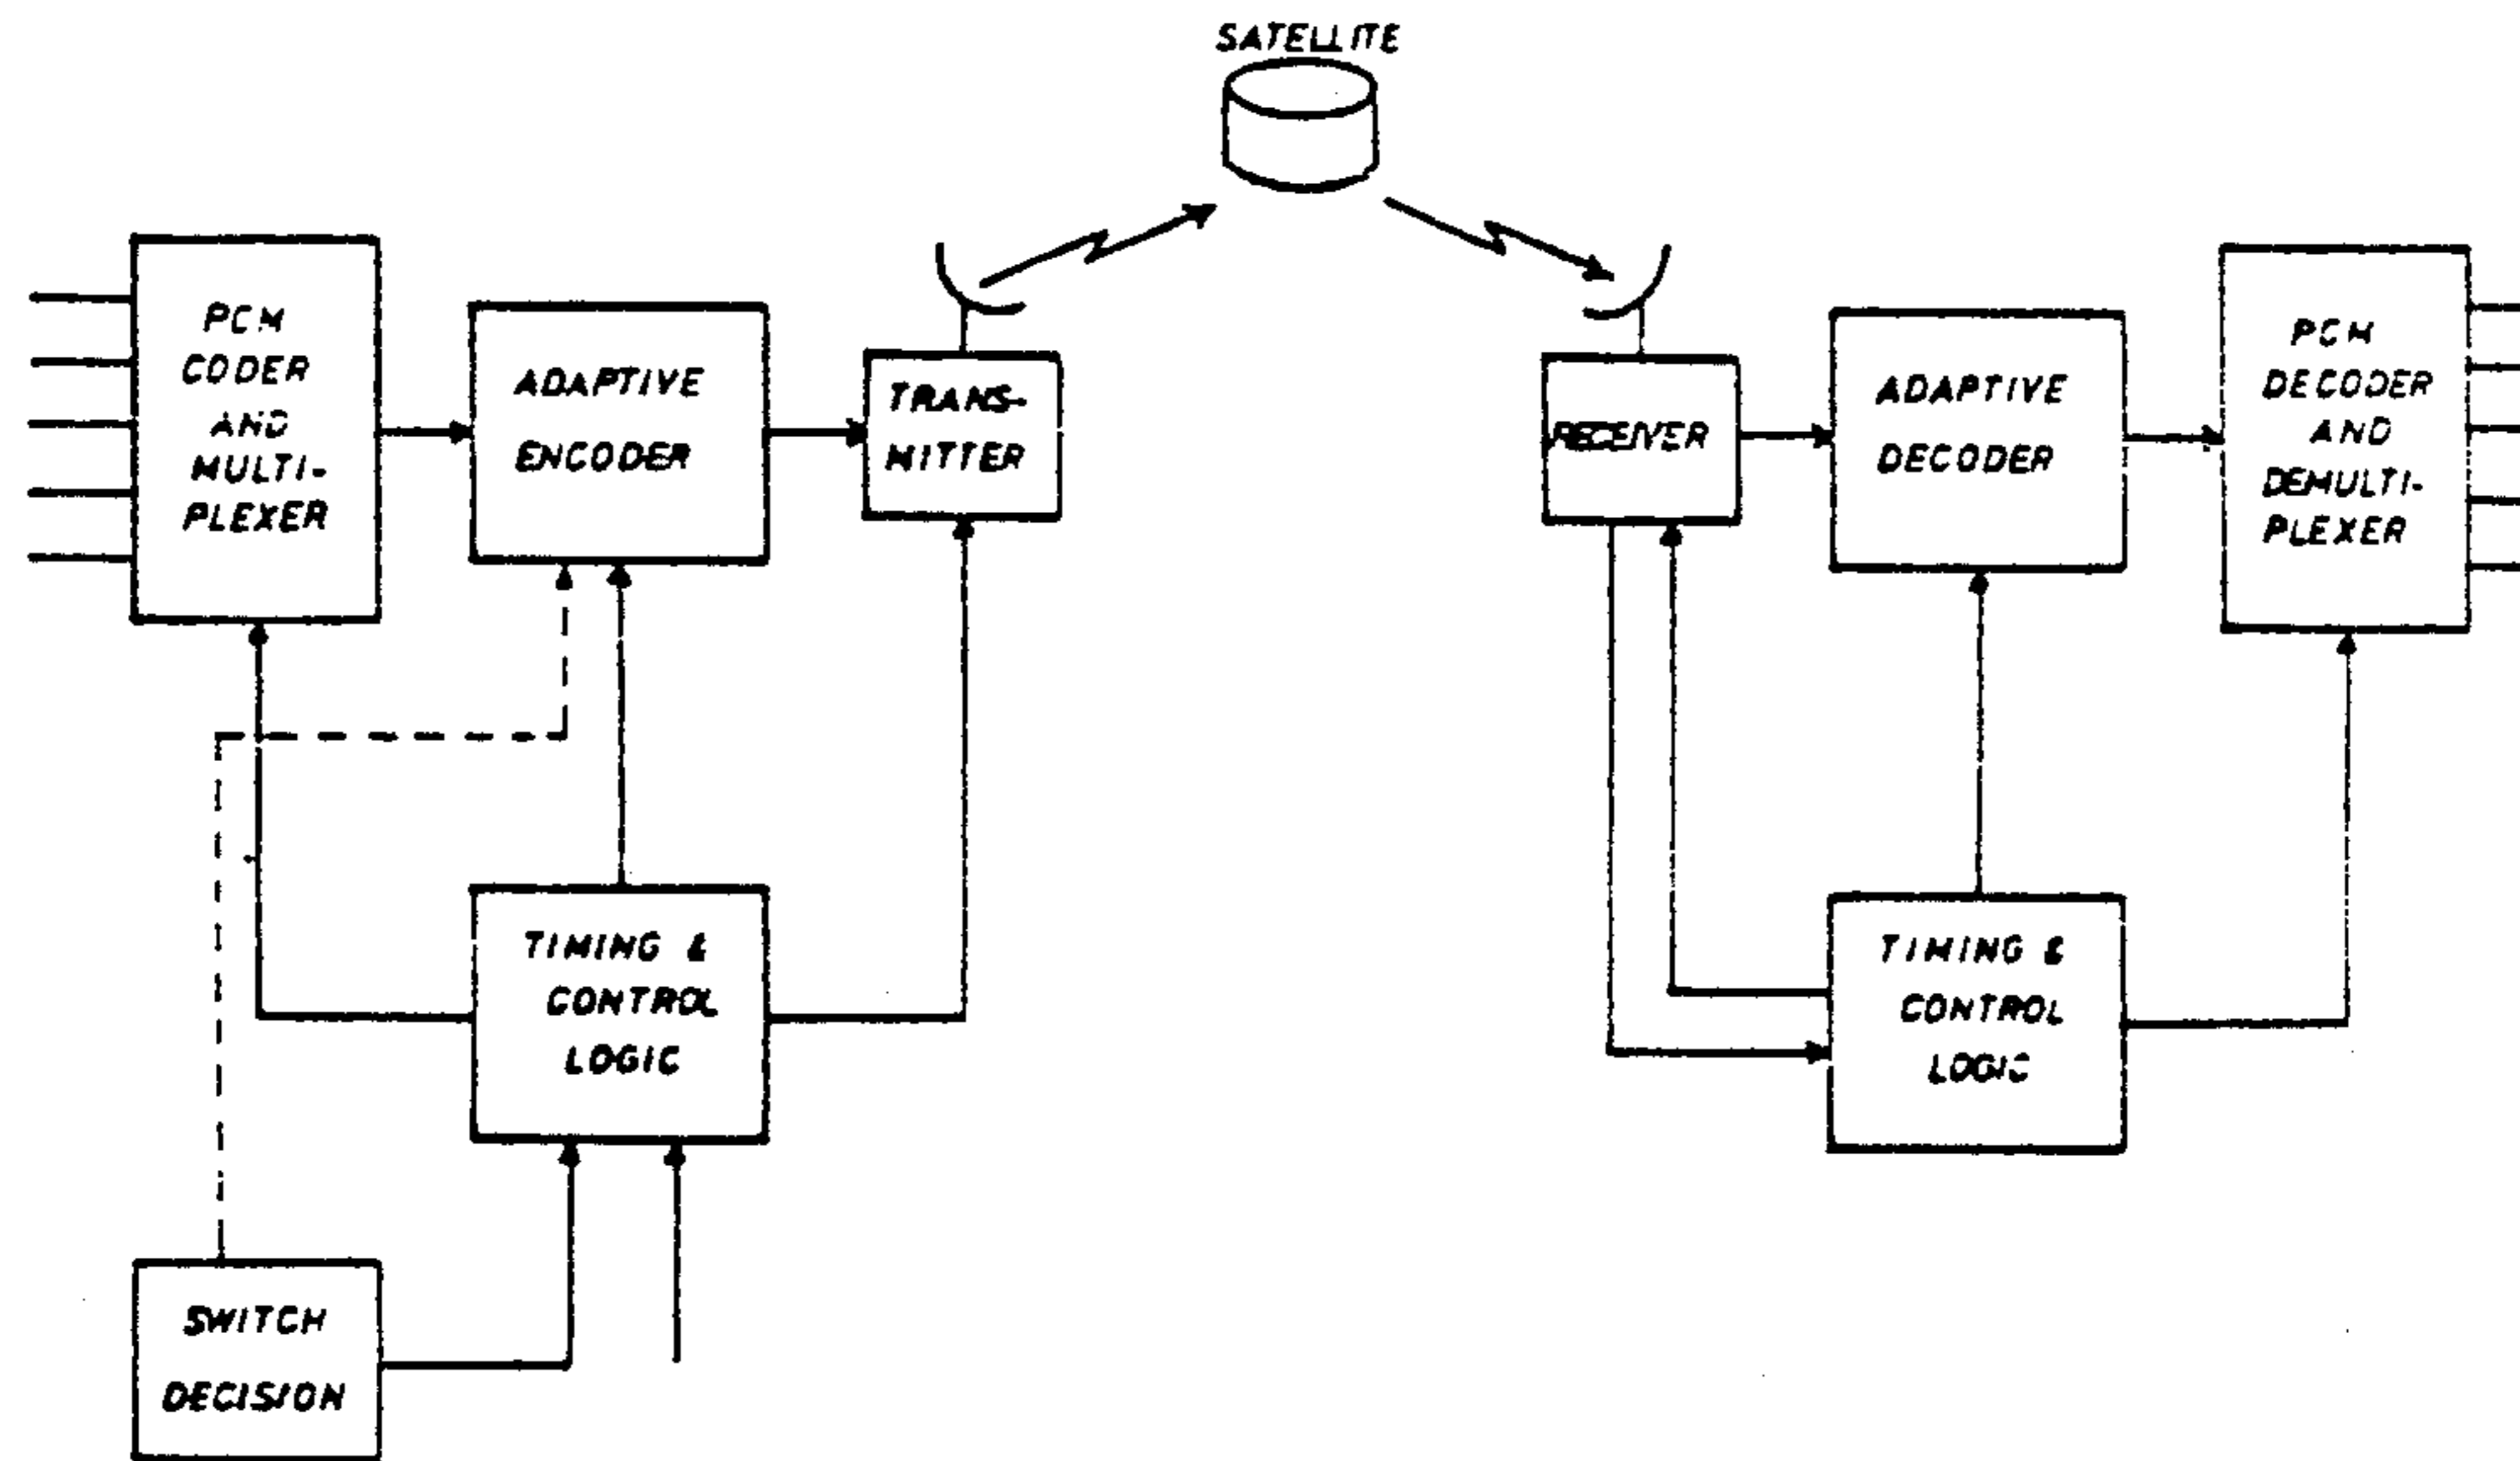 SATELLITE
PCM
CODER
AND
MULTI-
PLEXER
ADAPTIVE
ENCODER
TRANS-
MITTER
RECEIVER
ADAPTIVE
DECODER
PCM
DECODER
AND
DEMULTI-
PLEXER
TIMING &
CONTROL
LOGIC
TIMING &
CONTROL
LOGIC
SWITCH
DECISION